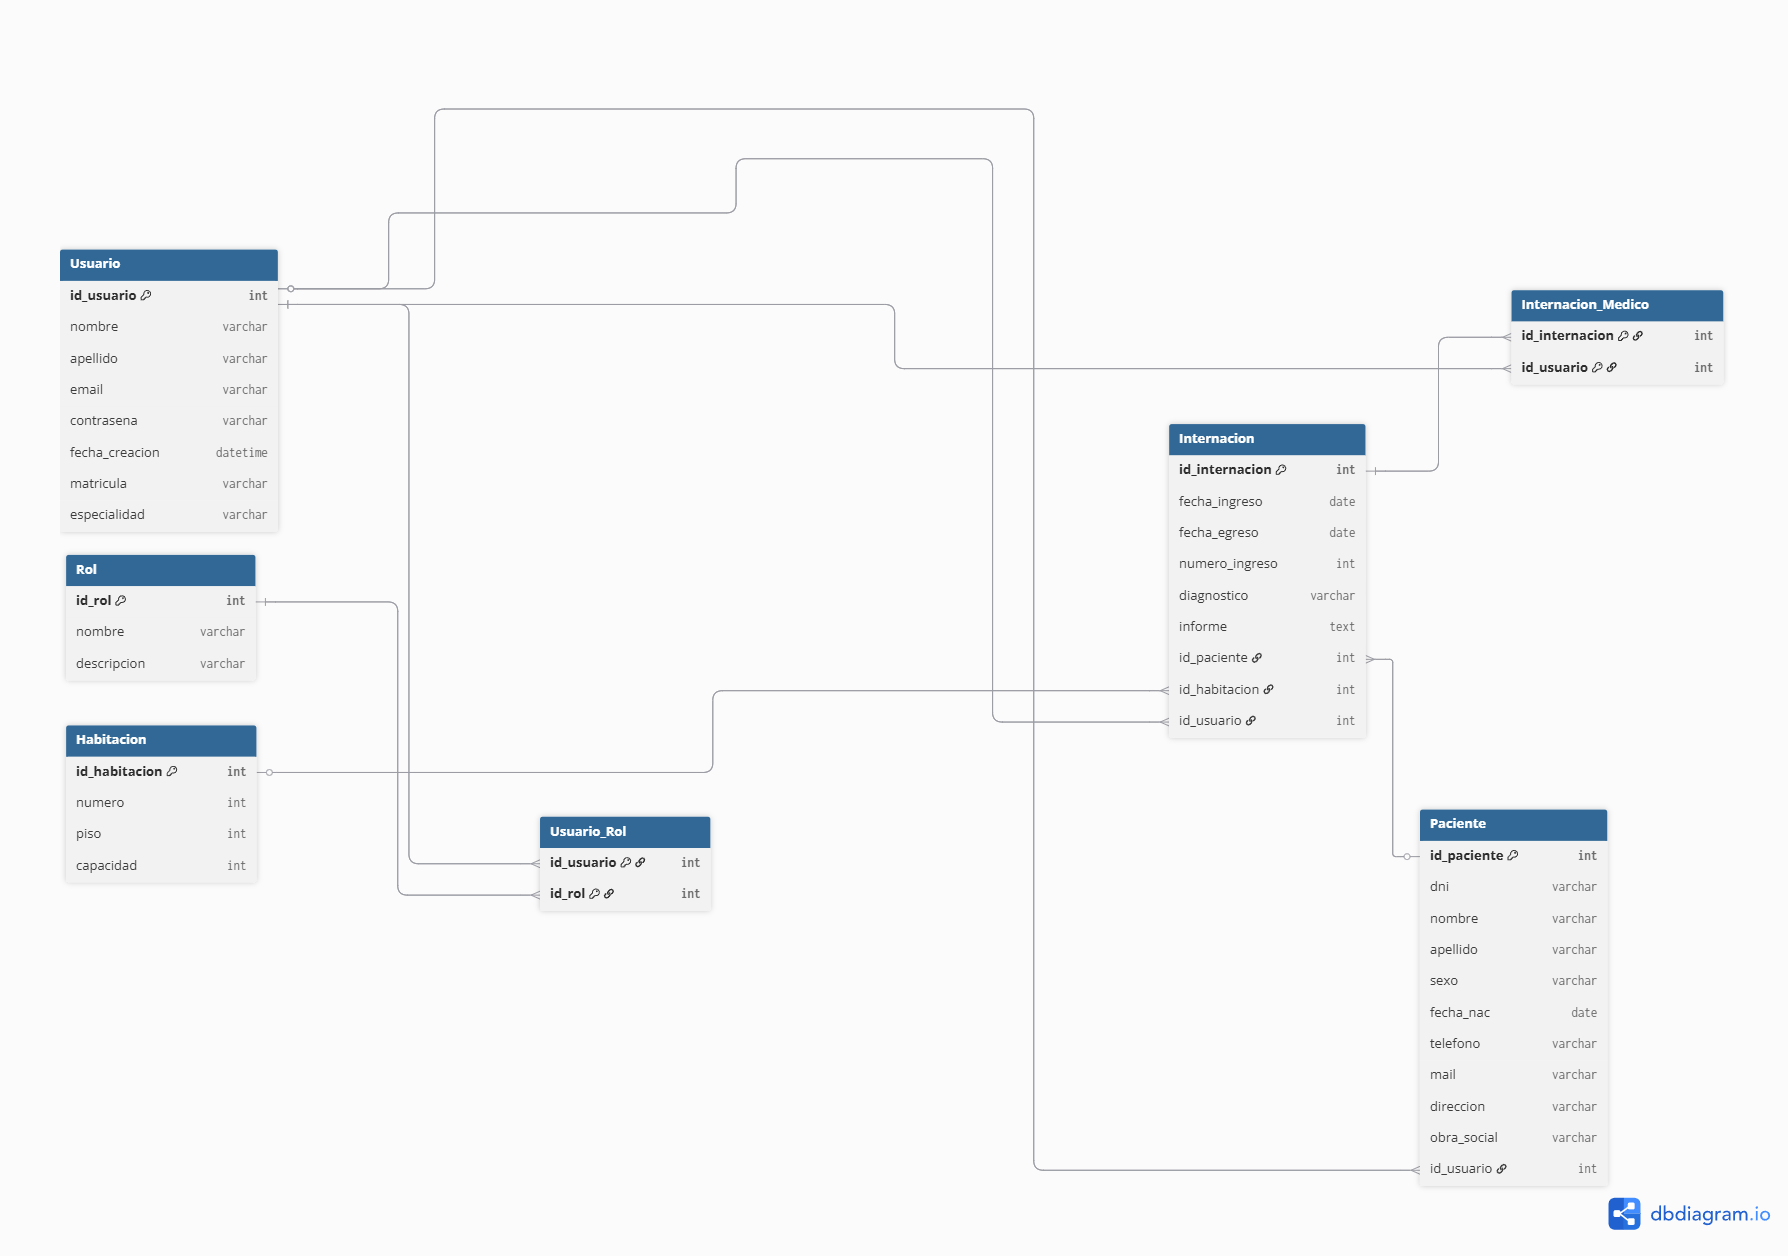 Usuario
id_usuario int
nombre varchar
apellido varchar
email varchar
contrasena varchar
fecha_creacion datetime
matricula varchar
especialidad varchar
Rol
id_rol int
nombre varchar
descripcion varchar
Habitacion
id_habitacion int
numero int
piso int
capacidad int
Usuario_Rol
id_usuario int
id_rol int
Internacion_Medico
id_internacion int
id_usuario int
Internacion
id_internacion int
fecha_ingreso date
fecha_egreso date
numero_ingreso int
diagnostico varchar
informe text
id_paciente int
id_habitacion int
id_usuario int
Paciente
id_paciente int
dni varchar
nombre varchar
apellido varchar
sexo varchar
fecha_nac date
telefono varchar
mail varchar
direccion varchar
obra_social varchar
id_usuario int
dbdiagram.io